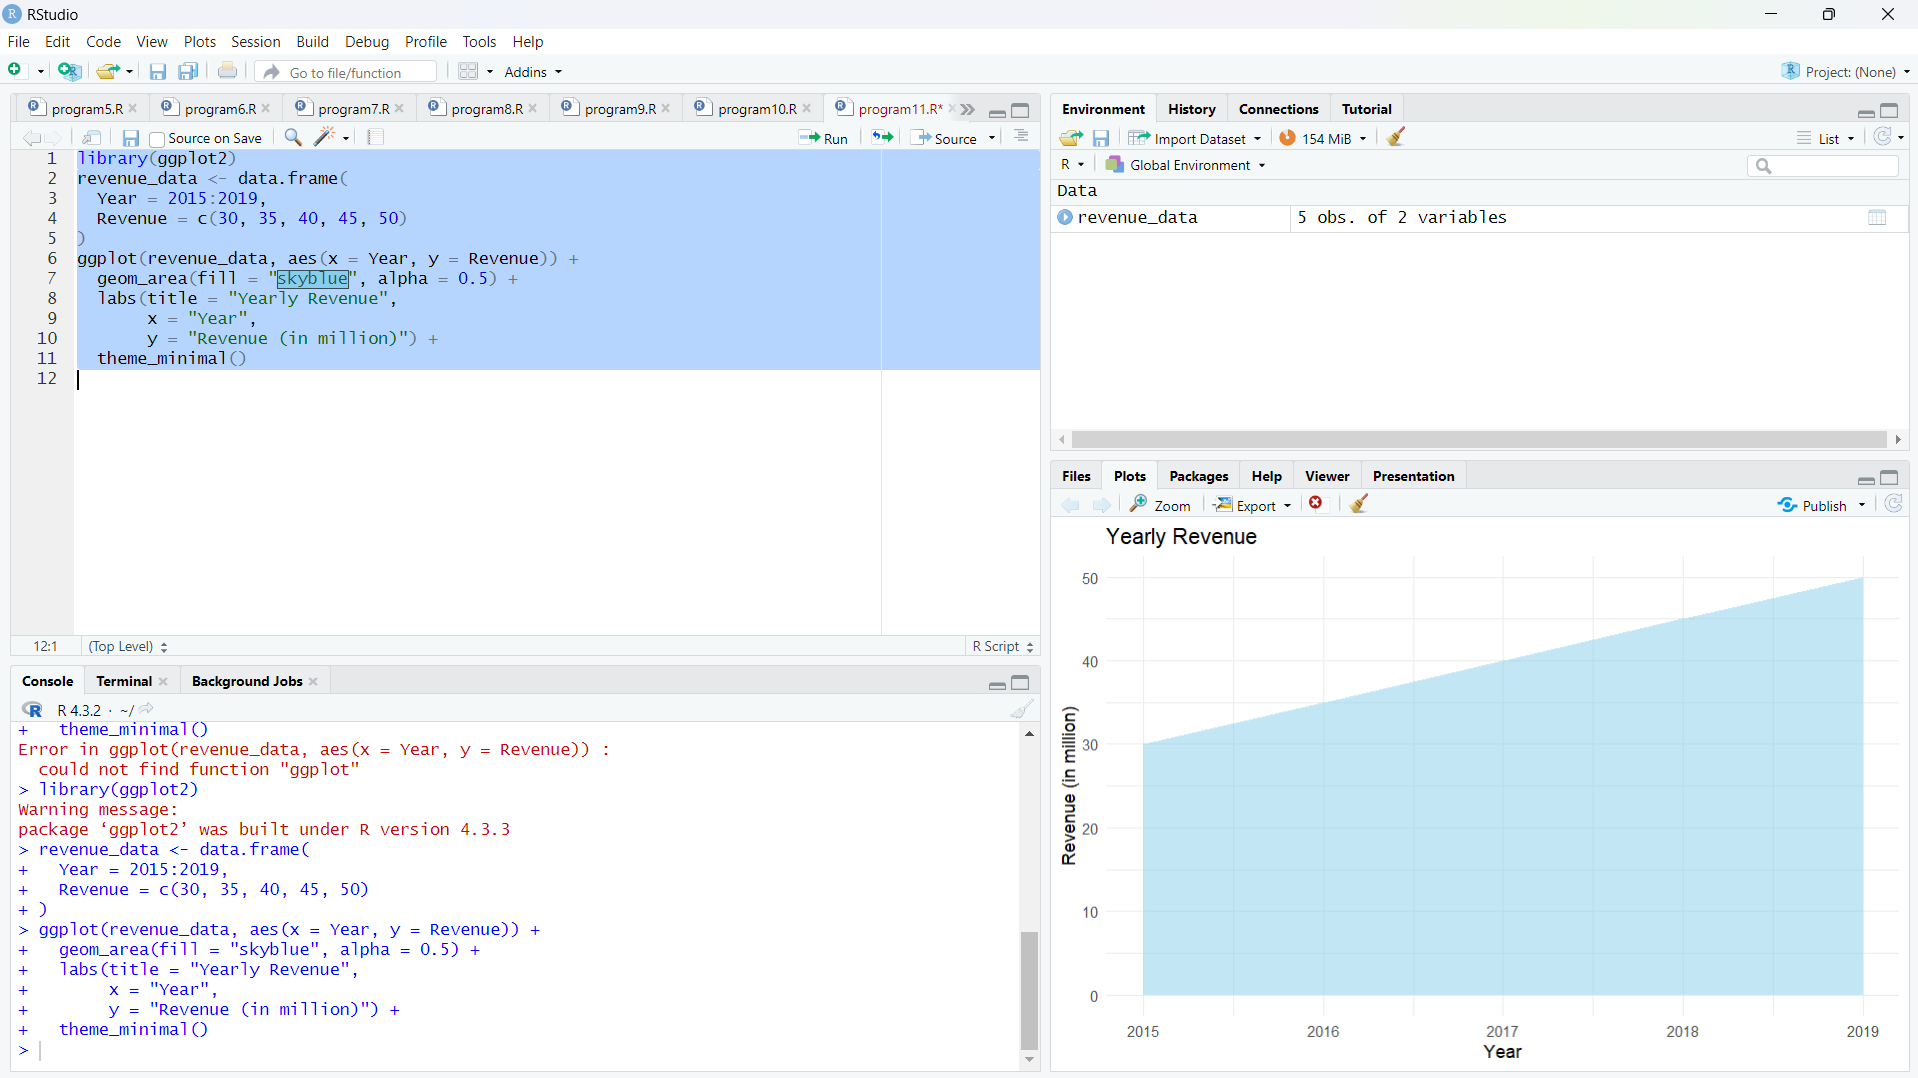 RStudio
File Edit Code View Plots Session Build Debug Profile Tools Help
Go to file/function Addins Project: (None)
program5.R program6.R program7.R program8.R program9.R program10.R program11.R*
Source on Save Run Source
1 library(ggplot2)
2 revenue_data <- data.frame(
3   Year = 2015:2019,
4   Revenue = c(30, 35, 40, 45, 50)
5 )
6 ggplot(revenue_data, aes(x = Year, y = Revenue)) +
7   geom_area(fill = "skyblue", alpha = 0.5) +
8   labs(title = "Yearly Revenue",
9        x = "Year",
10        y = "Revenue (in million)") +
11   theme_minimal()
12
12:1 (Top Level) R Script
Console Terminal Background Jobs
R 4.3.2 · ~/
+   theme_minimal()
Error in ggplot(revenue_data, aes(x = Year, y = Revenue)) :
  could not find function "ggplot"
> library(ggplot2)
Warning message:
package ‘ggplot2’ was built under R version 4.3.3
> revenue_data <- data.frame(
+   Year = 2015:2019,
+   Revenue = c(30, 35, 40, 45, 50)
+ )
> ggplot(revenue_data, aes(x = Year, y = Revenue)) +
+   geom_area(fill = "skyblue", alpha = 0.5) +
+   labs(title = "Yearly Revenue",
+        x = "Year",
+        y = "Revenue (in million)") +
+   theme_minimal()
>
Environment History Connections Tutorial
Import Dataset 154 MiB List
R Global Environment
Data
revenue_data 5 obs. of 2 variables
Files Plots Packages Help Viewer Presentation
Zoom Export Publish
Yearly Revenue
50
40
30
20
10
0
Revenue (in million)
2015 2016 2017 2018 2019
Year